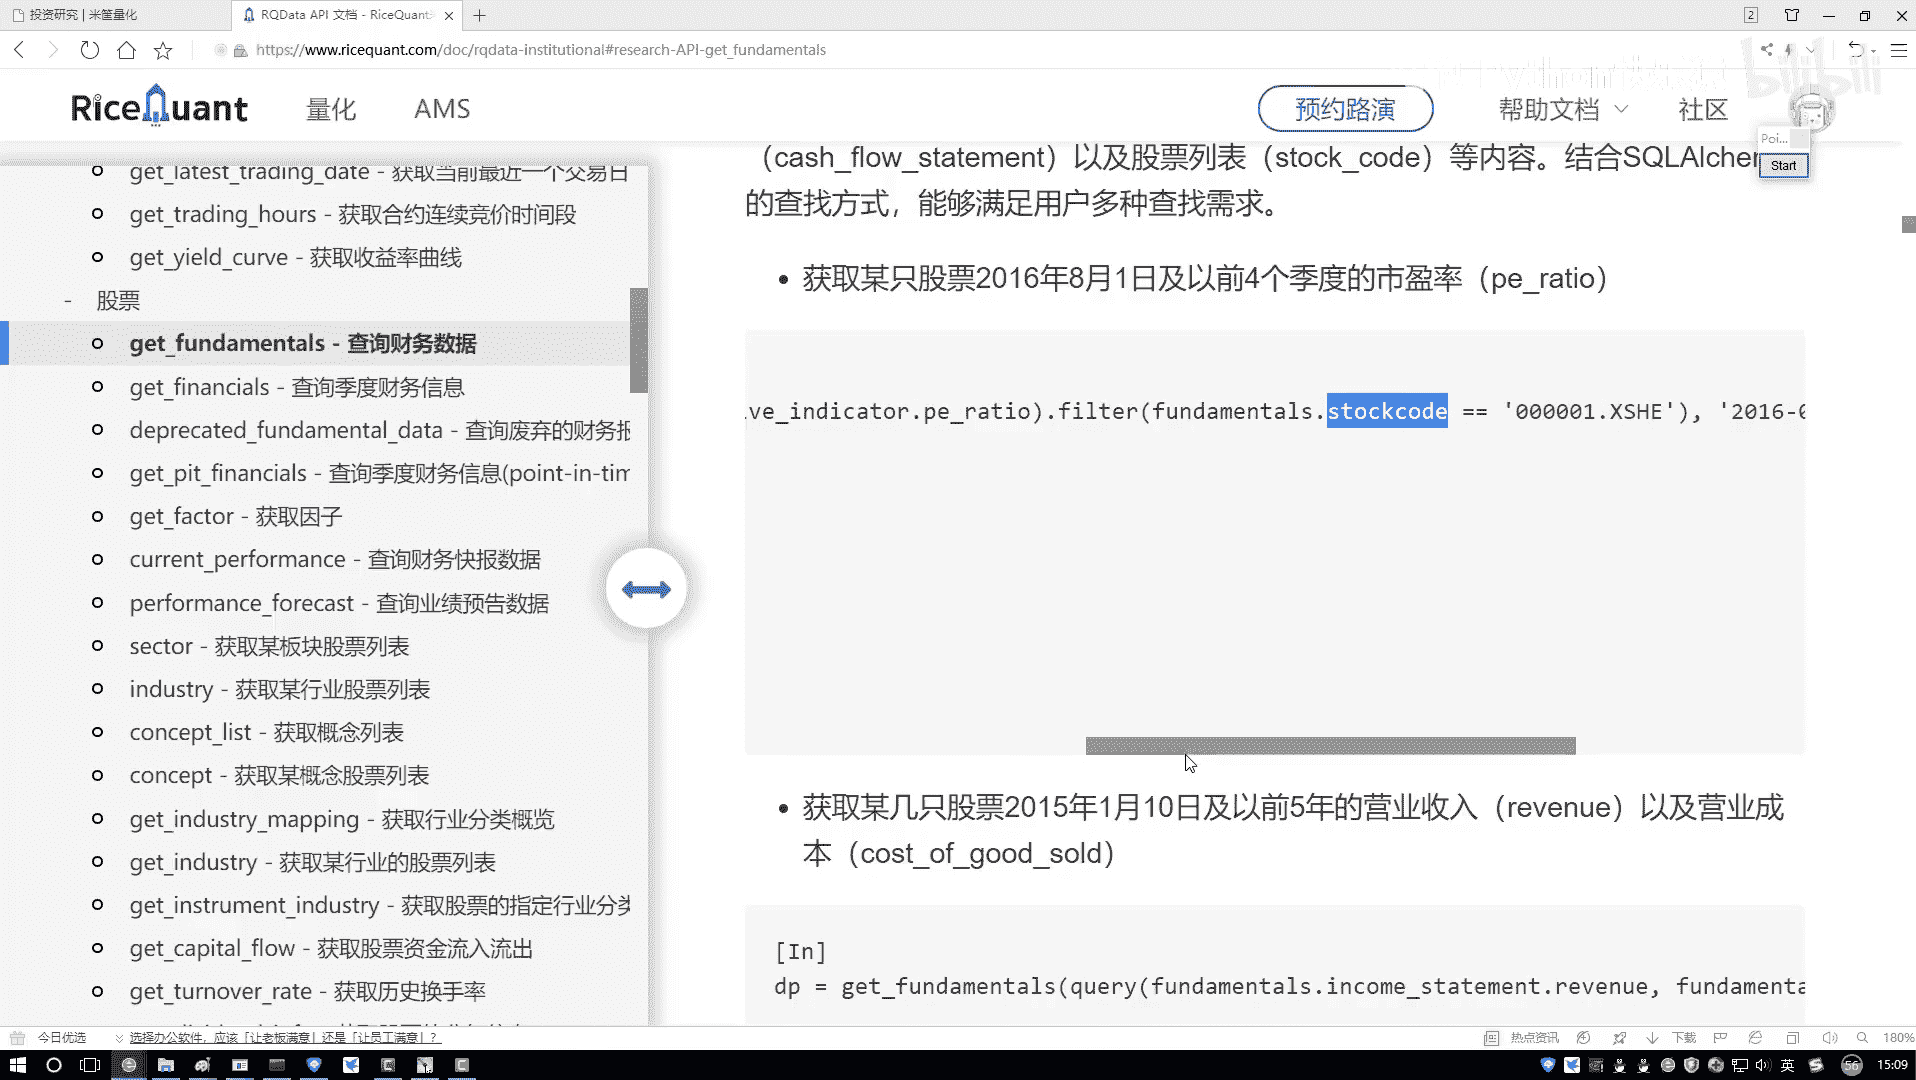 投资研究 | 米筐量化
RQData API 文档 - RiceQuant
2
https://www.ricequant.com/doc/rqdata-institutional#research-API-get_fundamentals
RiceQuant
量化
AMS
预约路演
帮助文档
社区
bilibili
Poi...
Start
get_latest_trading_date - 获取当前最近一个交易日
get_trading_hours - 获取合约连续竞价时间段
get_yield_curve - 获取收益率曲线
- 股票
get_fundamentals - 查询财务数据
get_financials - 查询季度财务信息
deprecated_fundamental_data - 查询废弃的财务报
get_pit_financials - 查询季度财务信息(point-in-tim
get_factor - 获取因子
current_performance - 查询财务快报数据
performance_forecast - 查询业绩预告数据
sector - 获取某板块股票列表
industry - 获取某行业股票列表
concept_list - 获取概念列表
concept - 获取某概念股票列表
get_industry_mapping - 获取行业分类概览
get_industry - 获取某行业的股票列表
get_instrument_industry - 获取股票的指定行业分类
get_capital_flow - 获取股票资金流入流出
get_turnover_rate - 获取历史换手率
（cash_flow_statement）以及股票列表（stock_code）等内容。结合SQLAlchem
的查找方式，能够满足用户多种查找需求。
获取某只股票2016年8月1日及以前4个季度的市盈率（pe_ratio）
ve_indicator.pe_ratio).filter(fundamentals.stockcode == '000001.XSHE'), '2016-0
获取某几只股票2015年1月10日及以前5年的营业收入（revenue）以及营业成
本（cost_of_good_sold）
[In]
dp = get_fundamentals(query(fundamentals.income_statement.revenue, fundamenta
今日优选
选择办公软件，应该「让老板满意」还是「让员工满意」？
热点资讯
下载
180%
英
56
15:09